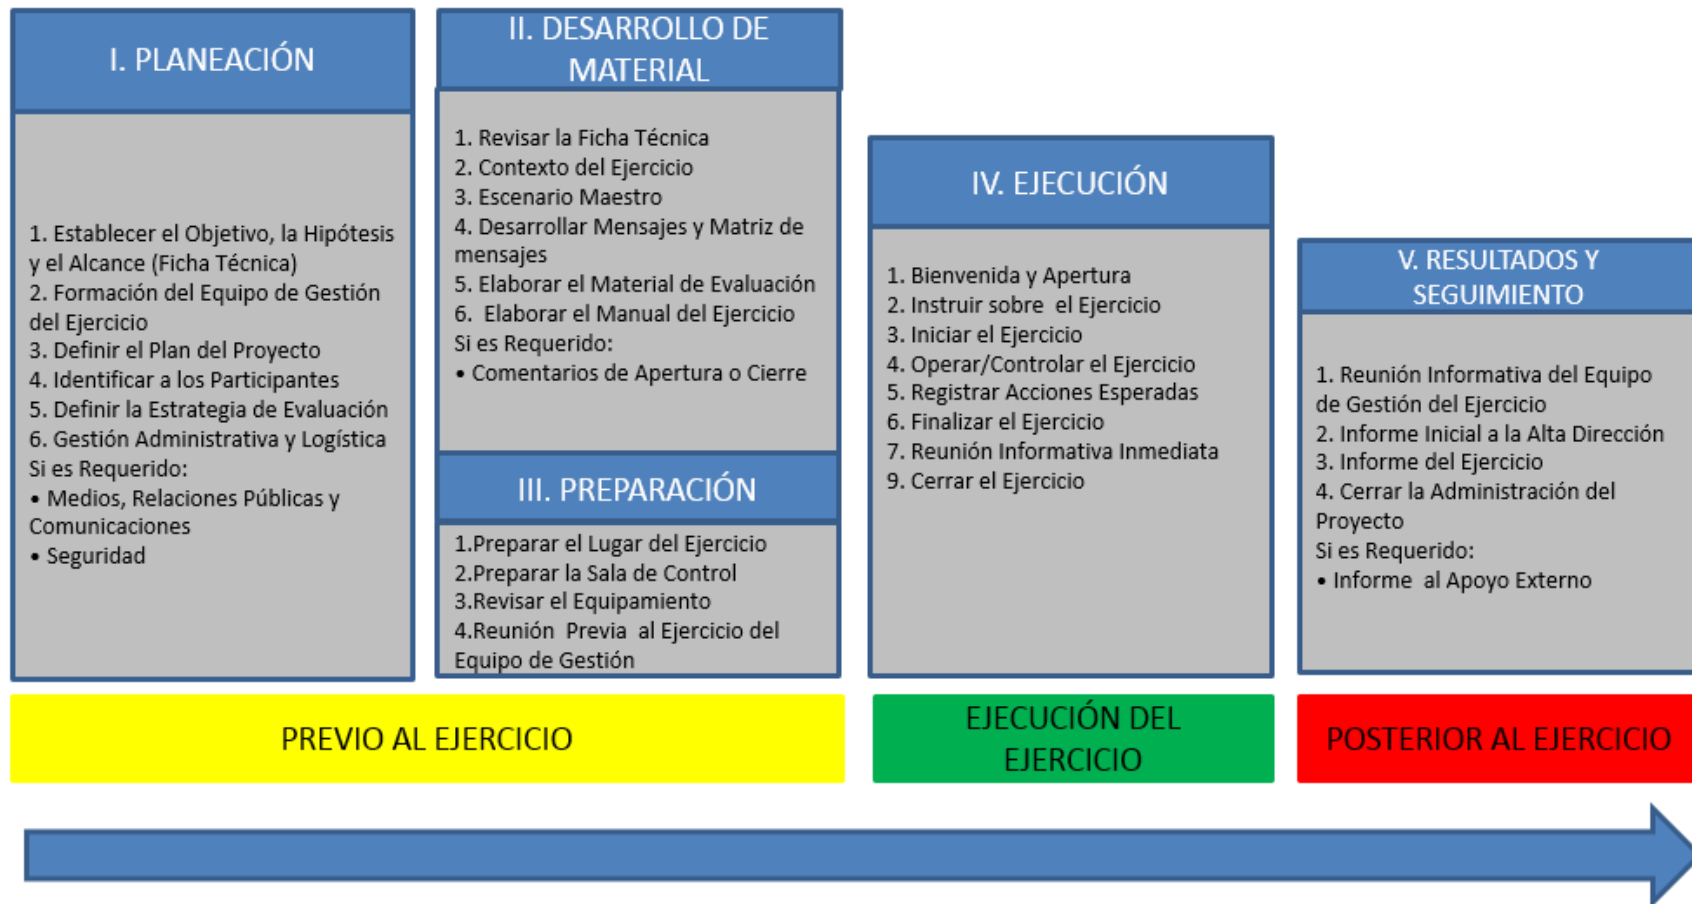 I. PLANEACIÓN
1. Establecer el Objetivo, la Hipótesis
y el Alcance (Ficha Técnica)
2. Formación del Equipo de Gestión
del Ejercicio
3. Definir el Plan del Proyecto
4. Identificar a los Participantes
5. Definir la Estrategia de Evaluación
6. Gestión Administrativa y Logística
Si es Requerido:
• Medios, Relaciones Públicas y
Comunicaciones
• Seguridad
II. DESARROLLO DE
MATERIAL
1. Revisar la Ficha Técnica
2. Contexto del Ejercicio
3. Escenario Maestro
4. Desarrollar Mensajes y Matriz de
mensajes
5. Elaborar el Material de Evaluación
6. Elaborar el Manual del Ejercicio
Si es Requerido:
• Comentarios de Apertura o Cierre
III. PREPARACIÓN
1.Preparar el Lugar del Ejercicio
2.Preparar la Sala de Control
3.Revisar el Equipamiento
4.Reunión Previa al Ejercicio del
Equipo de Gestión
IV. EJECUCIÓN
1. Bienvenida y Apertura
2. Instruir sobre el Ejercicio
3. Iniciar el Ejercicio
4. Operar/Controlar el Ejercicio
5. Registrar Acciones Esperadas
6. Finalizar el Ejercicio
7. Reunión Informativa Inmediata
9. Cerrar el Ejercicio
V. RESULTADOS Y
SEGUIMIENTO
1. Reunión Informativa del Equipo
de Gestión del Ejercicio
2. Informe Inicial a la Alta Dirección
3. Informe del Ejercicio
4. Cerrar la Administración del
Proyecto
Si es Requerido:
• Informe al Apoyo Externo
PREVIO AL EJERCICIO
EJECUCIÓN DEL
EJERCICIO
POSTERIOR AL EJERCICIO